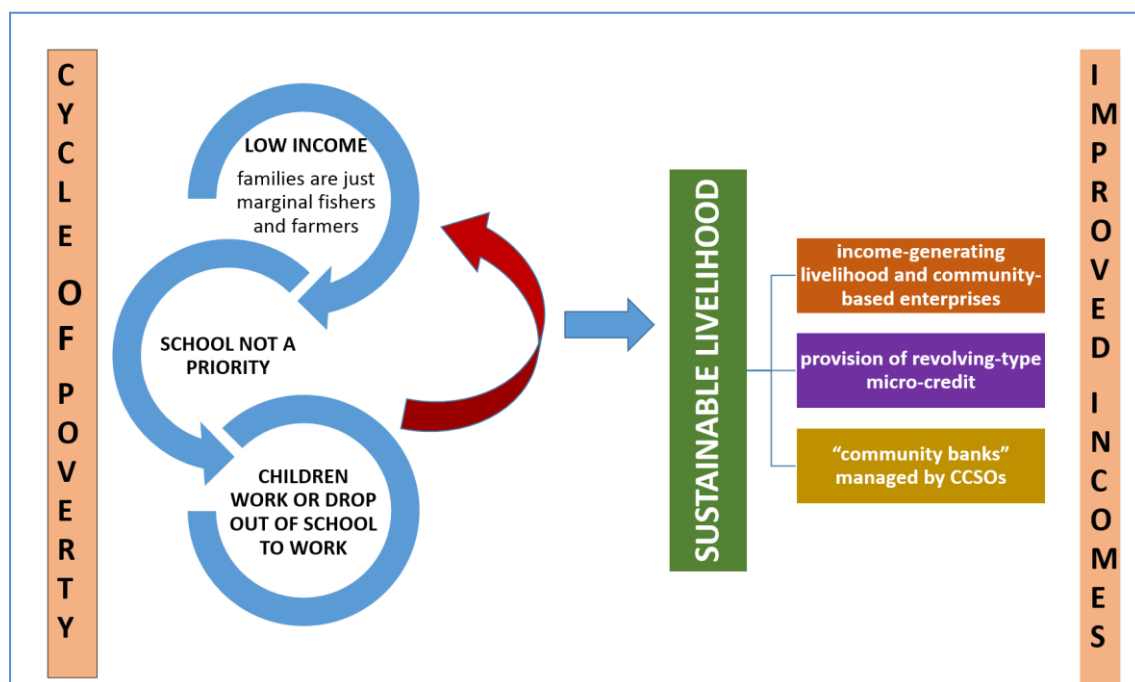 CYCLE OF POVERTY
LOW INCOME
families are just
marginal fishers
and farmers
SCHOOL NOT A
PRIORITY
CHILDREN
WORK OR DROP
OUT OF SCHOOL
TO WORK
SUSTAINABLE LIVELIHOOD
income-generating
livelihood and community-
based enterprises
provision of revolving-type
micro-credit
“community banks”
managed by CCSOs
IMPROVED INCOMES